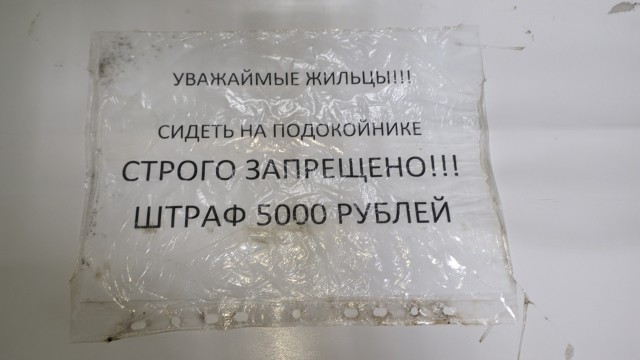 УВАЖАЙМЫЕ ЖИЛЬЦЫ!!!
СИДЕТЬ НА ПОДОКОЙНИКЕ
СТРОГО ЗАПРЕЩЕНО!!!
ШТРАФ 5000 РУБЛЕЙ